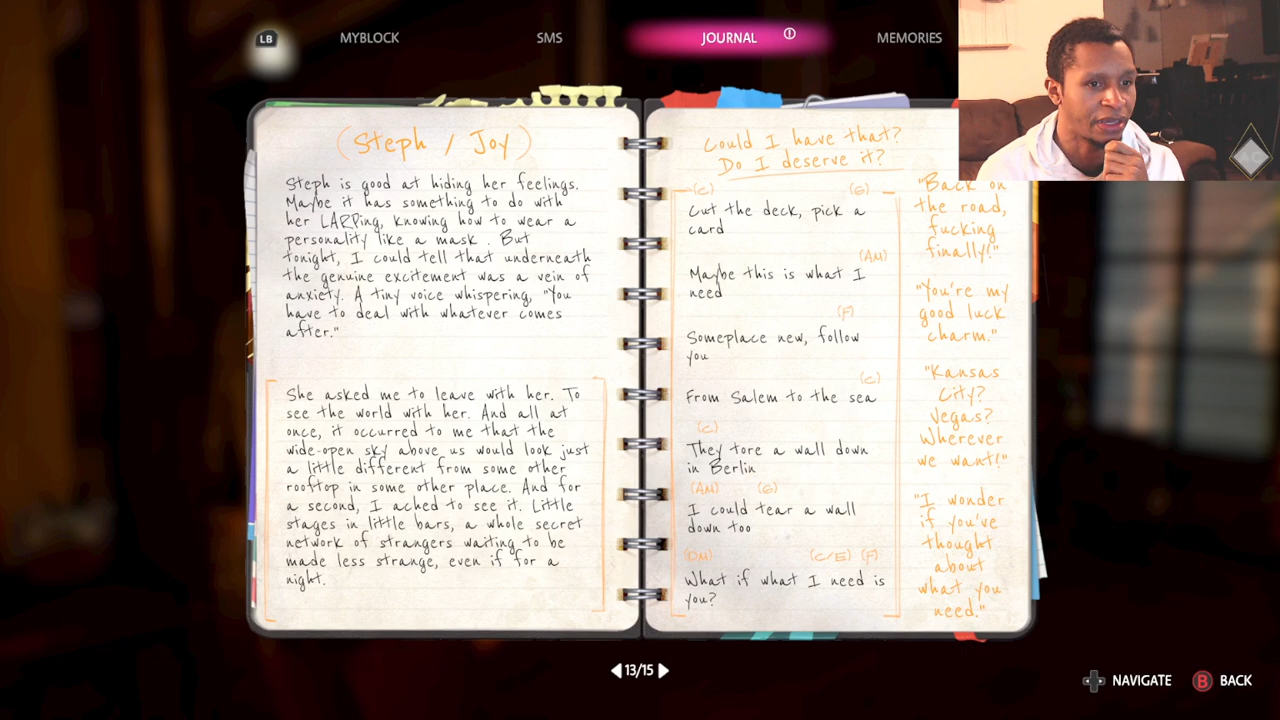 LB
MYBLOCK
SMS
JOURNAL
MEMORIES
(Steph / Joy)
Steph is good at hiding her feelings.
Maybe it has something to do with
her LARPing, knowing how to wear a
personality like a mask. But
tonight, I could tell that underneath
the genuine excitement was a vein of
anxiety. A tiny voice whispering, "You
have to deal with whatever comes
after."
She asked me to leave with her. To
see the world with her. And all at
once, it occurred to me that the
wide-open sky above us would look just
a little different from some other
rooftop in some other place. And for
a second, I ached to see it. Little
stages in little bars, a whole secret
network of strangers waiting to be
made less strange, even if for a
night.
Could I have that?
Do I deserve it?
(C) (G)
Cut the deck, pick a
card
(AM)
Maybe this is what I
need
(F)
Someplace new, follow
you
(C)
From Salem to the sea
(C)
They tore a wall down
in Berlin
(AM) (G)
I could tear a wall
down too
(DM) (C/E) (F)
What if what I need is
you?
"Back on
the road,
fucking
finally!"
"You're my
good luck
charm."
"Kansas
City?
Vegas?
Wherever
we want!"
"I wonder
if you've
thought
about
what you
need."
13/15
NAVIGATE
B BACK